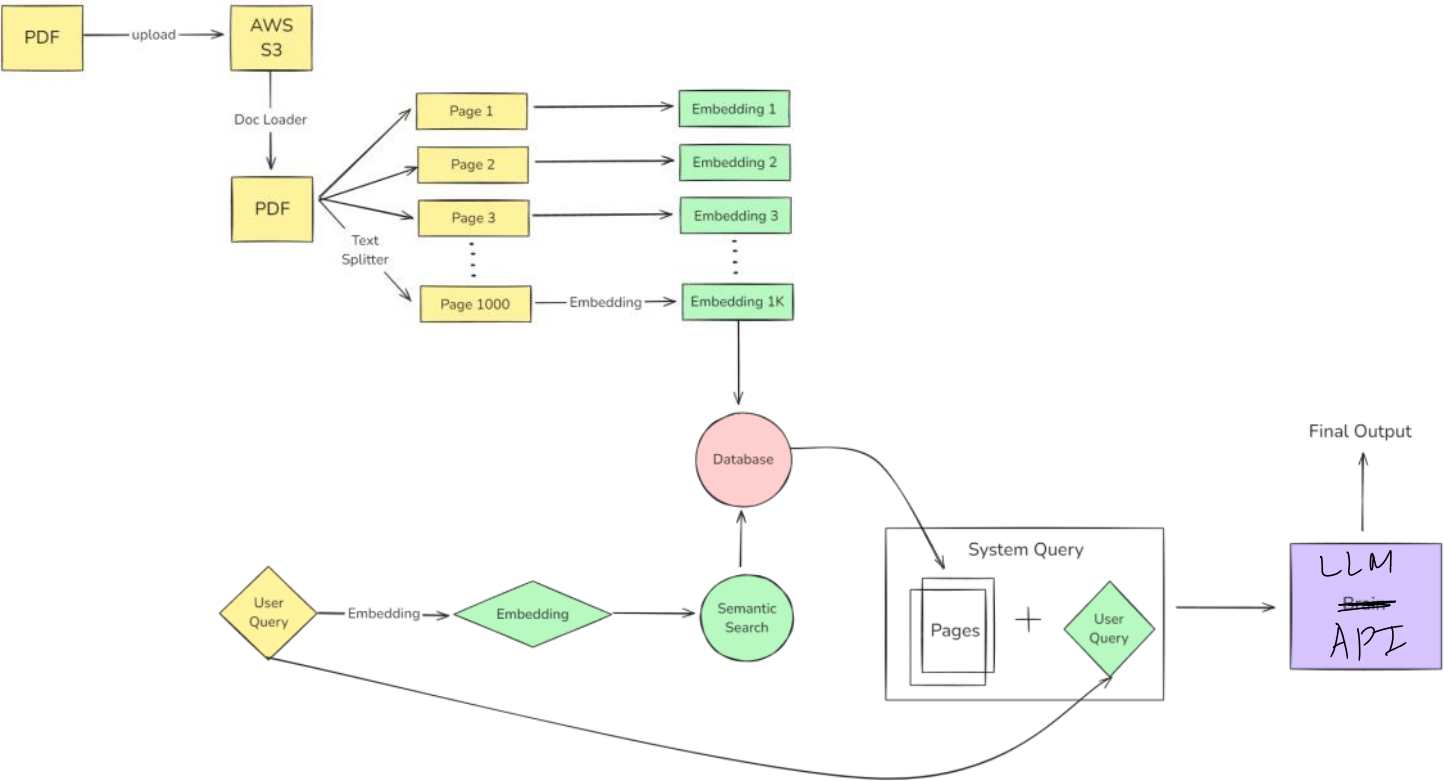 PDF
upload
AWS
S3
Doc Loader
PDF
Text
Splitter
Page 1
Page 2
Page 3
Page 1000
Embedding
Embedding 1
Embedding 2
Embedding 3
Embedding 1K
Database
User
Query
Embedding
Embedding
Semantic
Search
System Query
Pages
+
User
Query
Final Output
LLM
Brain
API